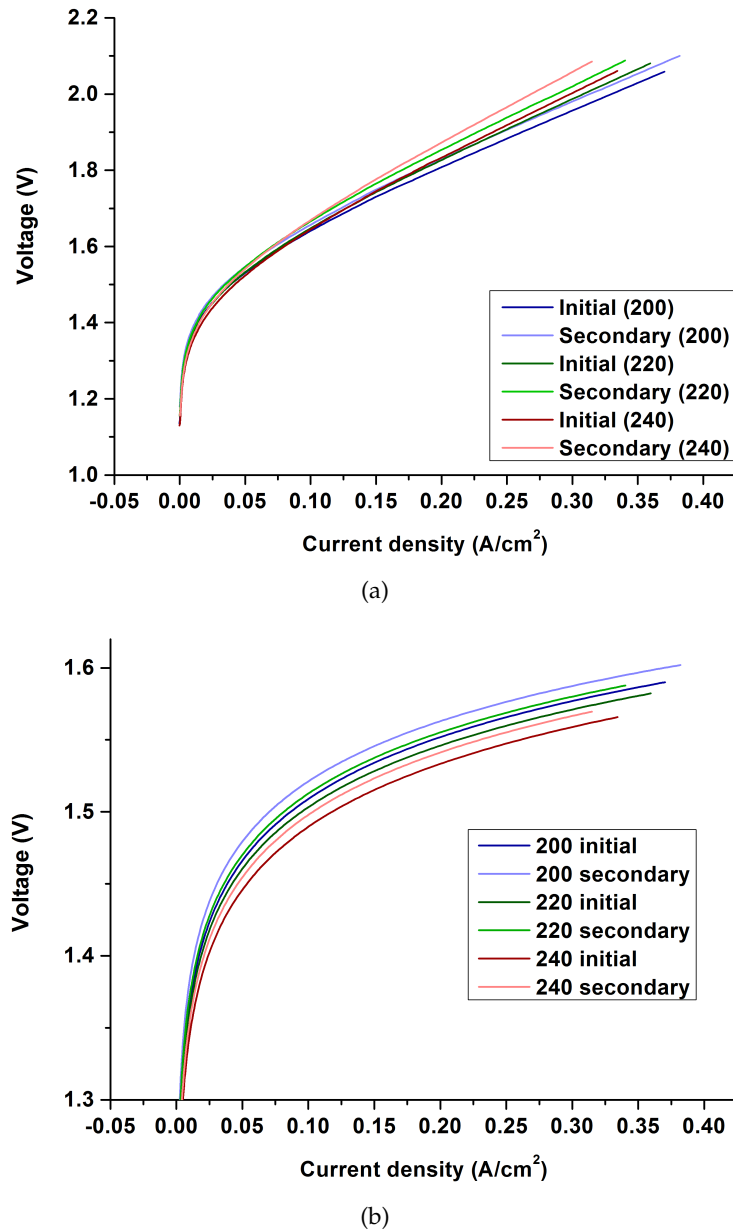 2.2
2.0
1.8
1.6
1.4
1.2
1.0
Voltage (V)
-0.05 0.00 0.05 0.10 0.15 0.20 0.25 0.30 0.35 0.40
Current density (A/cm²)
Initial (200)
Secondary (200)
Initial (220)
Secondary (220)
Initial (240)
Secondary (240)
(a)
1.6
1.5
1.4
1.3
Voltage (V)
-0.05 0.00 0.05 0.10 0.15 0.20 0.25 0.30 0.35 0.40
Current density (A/cm²)
200 initial
200 secondary
220 initial
220 secondary
240 initial
240 secondary
(b)